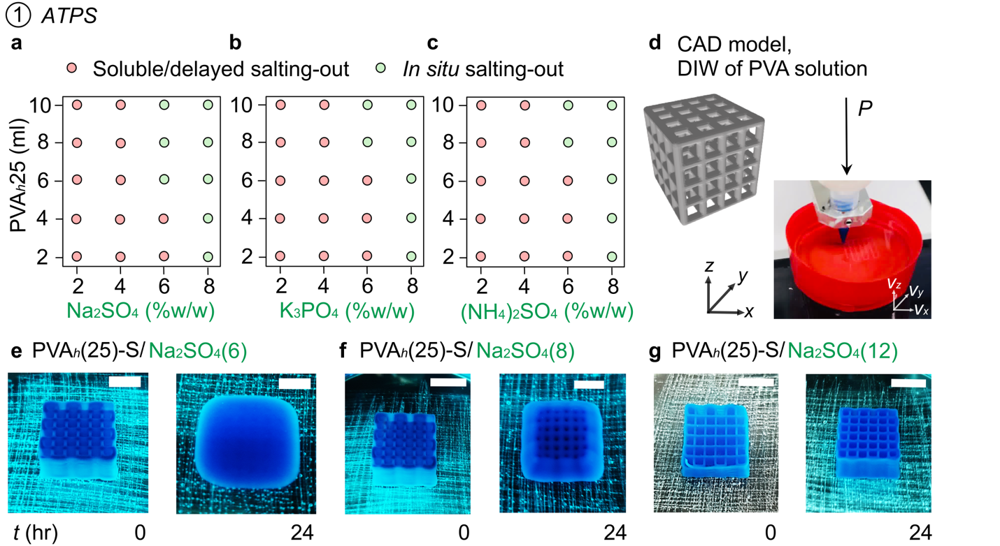 ① ATPS
a b c d
CAD model,
DIW of PVA solution
Soluble/delayed salting-out
In situ salting-out
PVAh25 (ml)
10
8
6
4
2
2 4 6 8
Na2SO4 (%w/w)
10
8
6
4
2
2 4 6 8
K3PO4 (%w/w)
10
8
6
4
2
2 4 6 8
(NH4)2SO4 (%w/w)
P
z
y
x
vz
vy
vx
e PVAh(25)-S/Na2SO4(6)
f PVAh(25)-S/Na2SO4(8)
g PVAh(25)-S/Na2SO4(12)
t (hr) 0 24 0 24 0 24